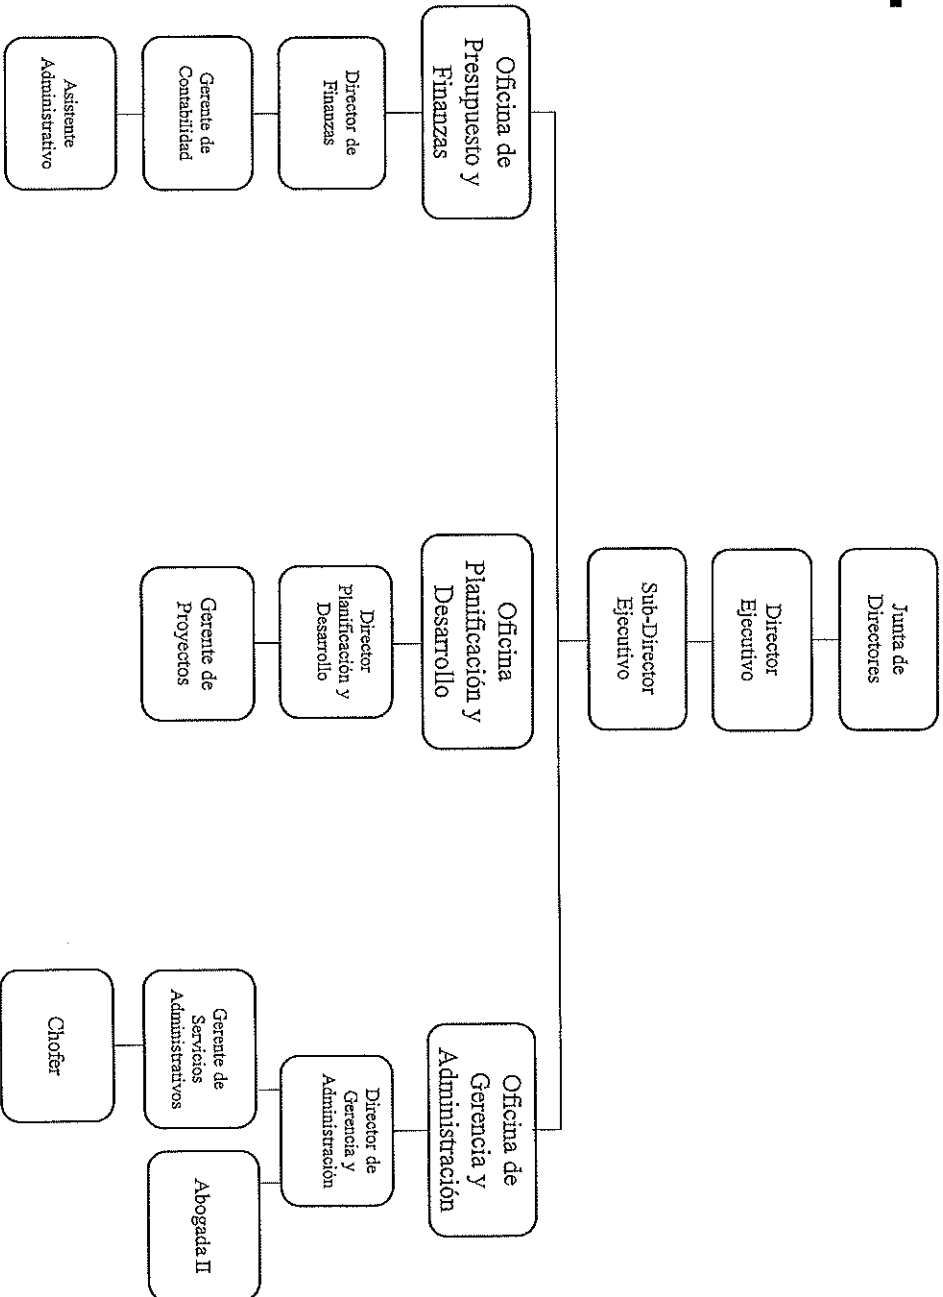 Junta de
Directores
Director
Ejecutivo
Sub-Director
Ejecutivo
Oficina de
Presupuesto y
Finanzas
Director de
Finanzas
Gerente de
Contabilidad
Asistente
Administrativo
Oficina
Planificación y
Desarrollo
Director
Planificación y
Desarrollo
Gerente de
Proyectos
Oficina de
Gerencia y
Administración
Director de
Gerencia y
Administración
Gerente de
Servicios
Administrativos
Chofer
Abogada II